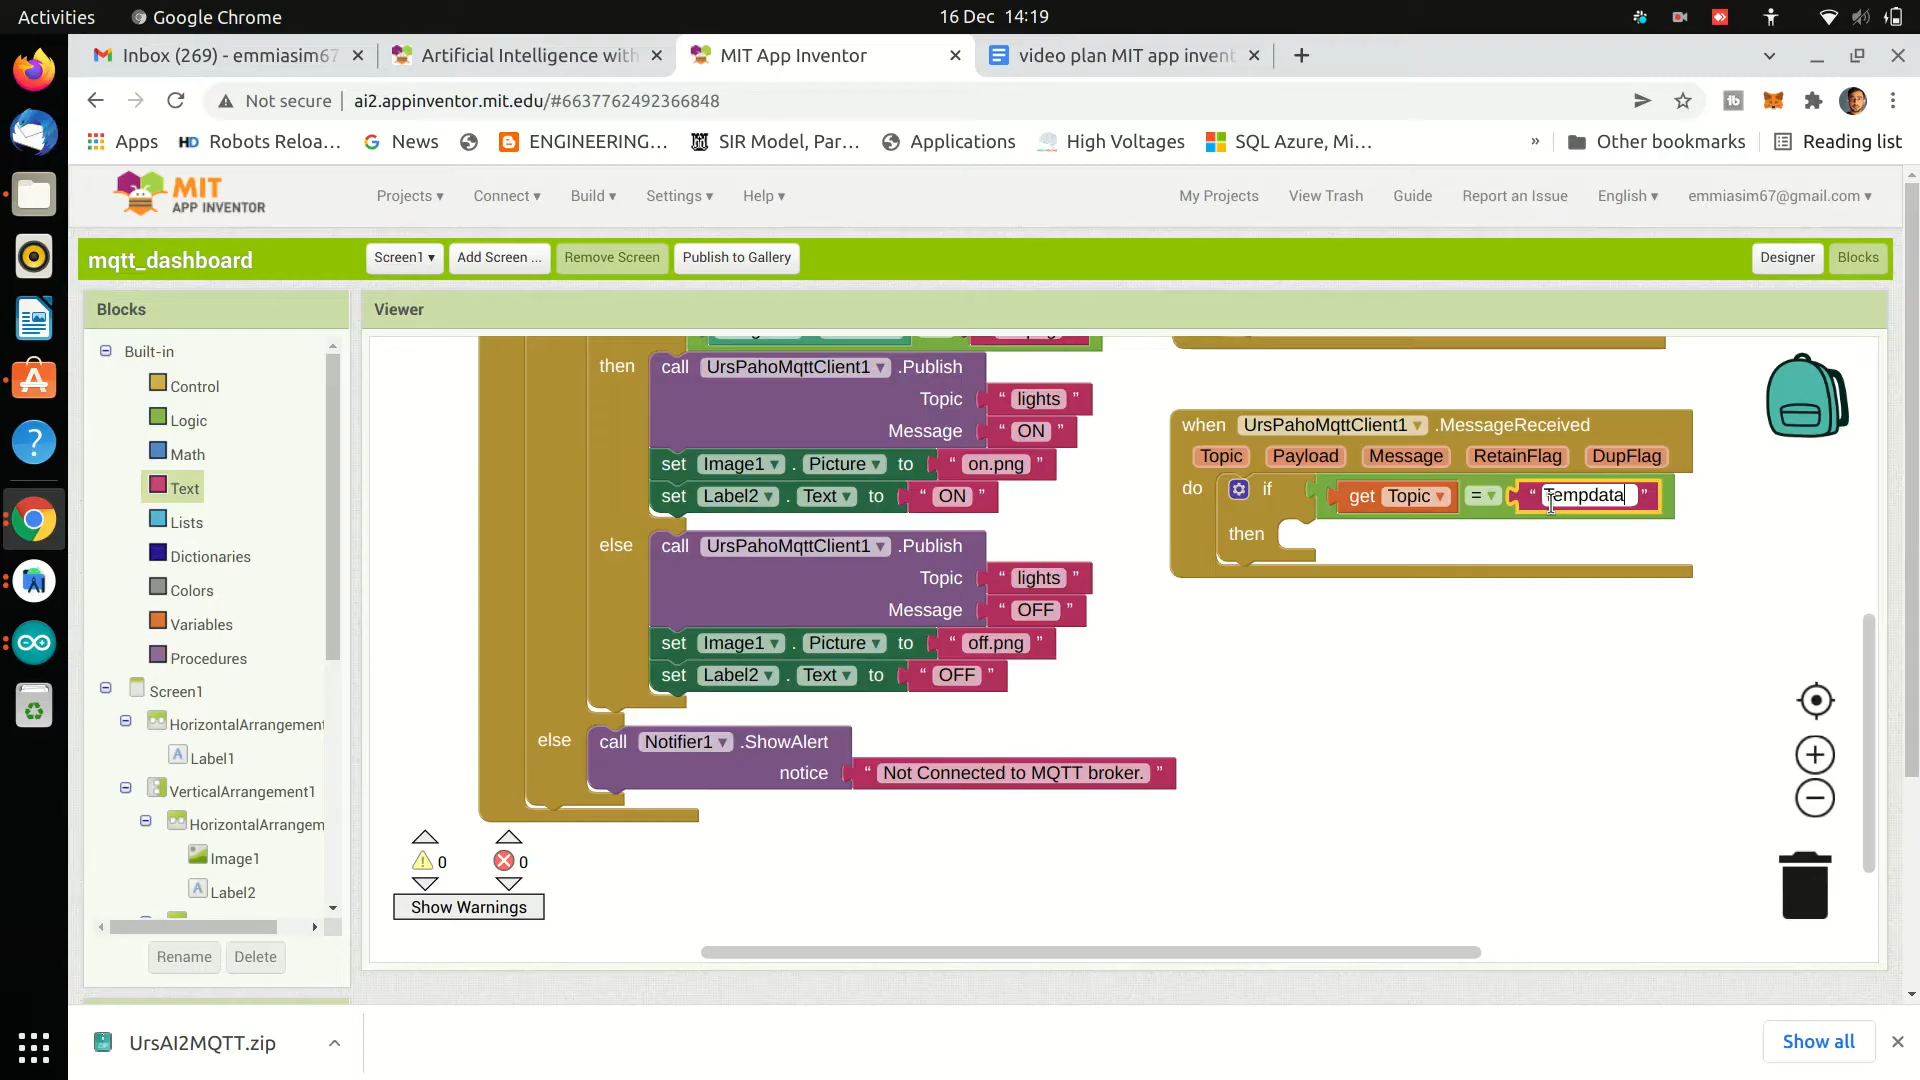 Activities
Google Chrome
16 Dec 14:19
Inbox (269) - emmiasim67
Artificial Intelligence with
MIT App Inventor
video plan MIT app invent
Not secure
ai2.appinventor.mit.edu/#6637762492366848
Apps
HD
Robots Reloa...
News
ENGINEERING...
SIR Model, Par...
Applications
High Voltages
SQL Azure, Mi...
»
Other bookmarks
Reading list
MIT
APP INVENTOR
Projects ▾
Connect ▾
Build ▾
Settings ▾
Help ▾
My Projects
View Trash
Guide
Report an Issue
English ▾
emmiasim67@gmail.com ▾
mqtt_dashboard
Screen1 ▾
Add Screen ...
Remove Screen
Publish to Gallery
Designer
Blocks
Blocks
Viewer
Built-in
Control
Logic
Math
Text
Lists
Dictionaries
Colors
Variables
Procedures
Screen1
HorizontalArrangement
Label1
VerticalArrangement1
HorizontalArrangem
Image1
Label2
Rename
Delete
then call UrsPahoMqttClient1 ▾ .Publish
Topic “ lights ”
Message “ ON ”
set Image1 ▾ . Picture ▾ to “ on.png ”
set Label2 ▾ . Text ▾ to “ ON ”
else call UrsPahoMqttClient1 ▾ .Publish
Topic “ lights ”
Message “ OFF ”
set Image1 ▾ . Picture ▾ to “ off.png ”
set Label2 ▾ . Text ▾ to “ OFF ”
else call Notifier1 ▾ .ShowAlert
notice “ Not Connected to MQTT broker. ”
when UrsPahoMqttClient1 ▾ .MessageReceived
Topic Payload Message RetainFlag DupFlag
do if get Topic ▾ = ▾ “ Tempdata ”
then
0
0
Show Warnings
UrsAI2MQTT.zip
Show all